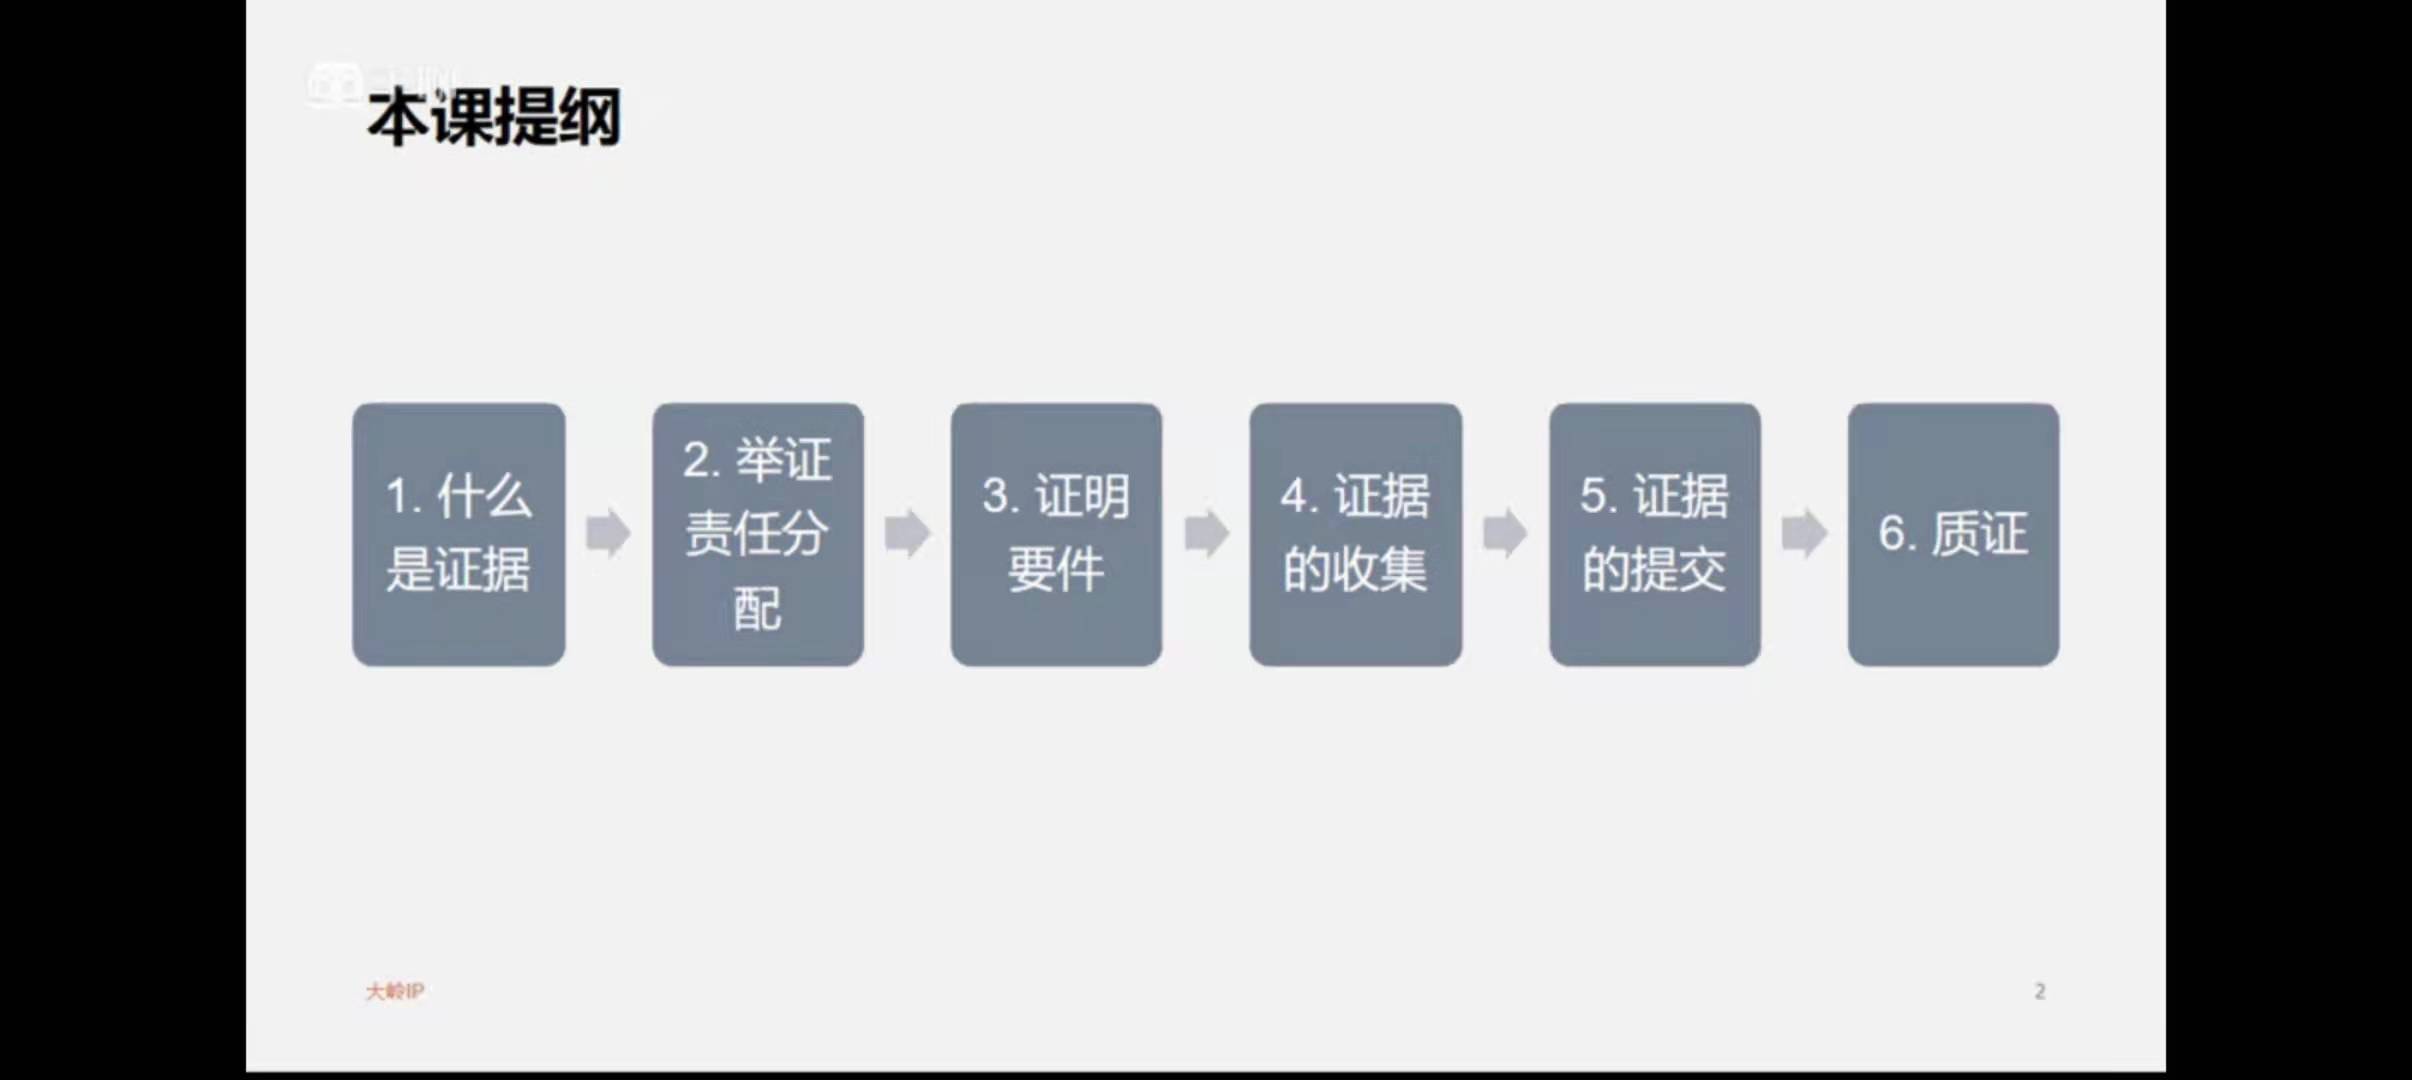 本课提纲
1. 什么
是证据
2. 举证
责任分
配
3. 证明
要件
4. 证据
的收集
5. 证据
的提交
6. 质证
大岭IP
2